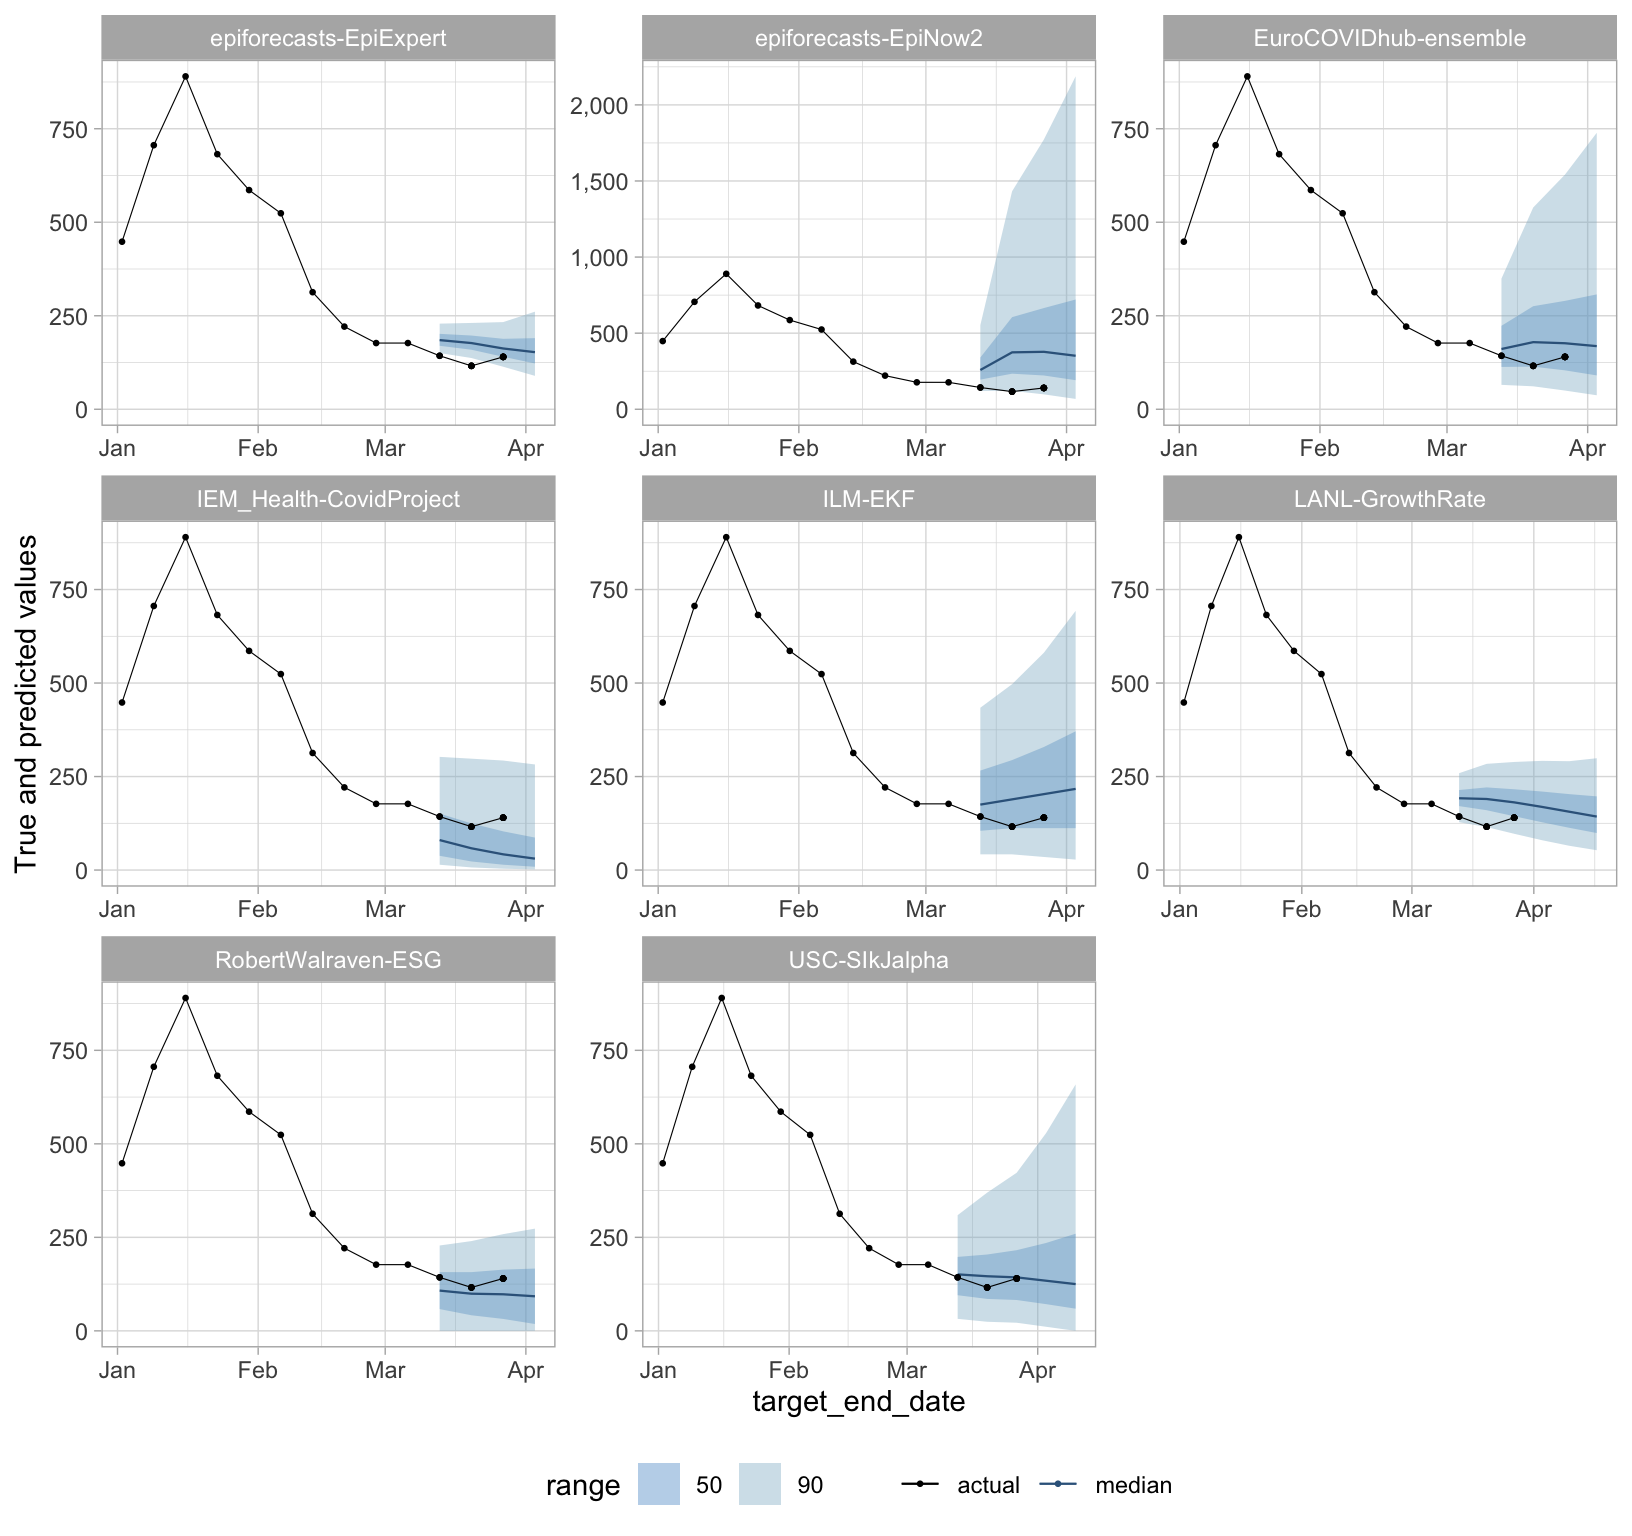 epiforecasts-EpiExpert
epiforecasts-EpiNow2
EuroCOVIDhub-ensemble
750
500
250
0
Jan Feb Mar Apr
2,000
1,500
1,000
500
0
Jan Feb Mar Apr
750
500
250
0
Jan Feb Mar Apr
True and predicted values
IEM_Health-CovidProject
ILM-EKF
LANL-GrowthRate
750
500
250
0
Jan Feb Mar Apr
750
500
250
0
Jan Feb Mar Apr
750
500
250
0
Jan Feb Mar Apr
RobertWalraven-ESG
USC-SIkJalpha
750
500
250
0
Jan Feb Mar Apr
750
500
250
0
Jan Feb Mar Apr
target_end_date
range 50 90 actual median